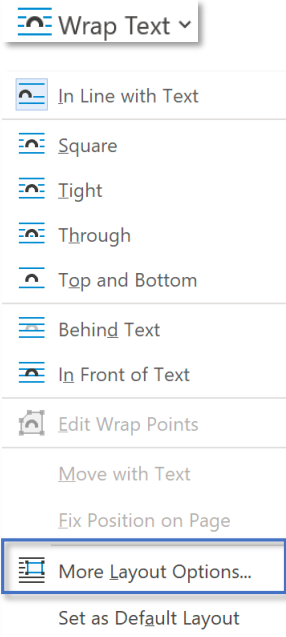 Wrap Text
In Line with Text
Square
Tight
Through
Top and Bottom
Behind Text
In Front of Text
Edit Wrap Points
Move with Text
Fix Position on Page
More Layout Options...
Set as Default Layout